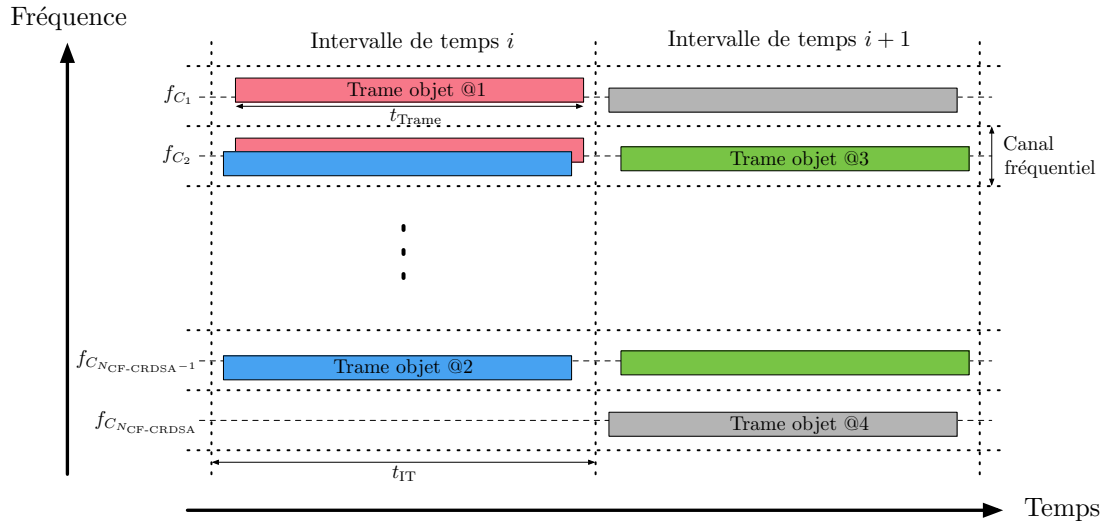 Fréquence
Intervalle de temps i
Intervalle de temps i + 1
f_{C_1}
Trame objet @1
t_{Trame}
f_{C_2}
Trame objet @3
Canal
fréquentiel
f_{C_{N_{CF-CRDSA}-1}}
Trame objet @2
f_{C_{N_{CF-CRDSA}}}
Trame objet @4
t_{IT}
Temps